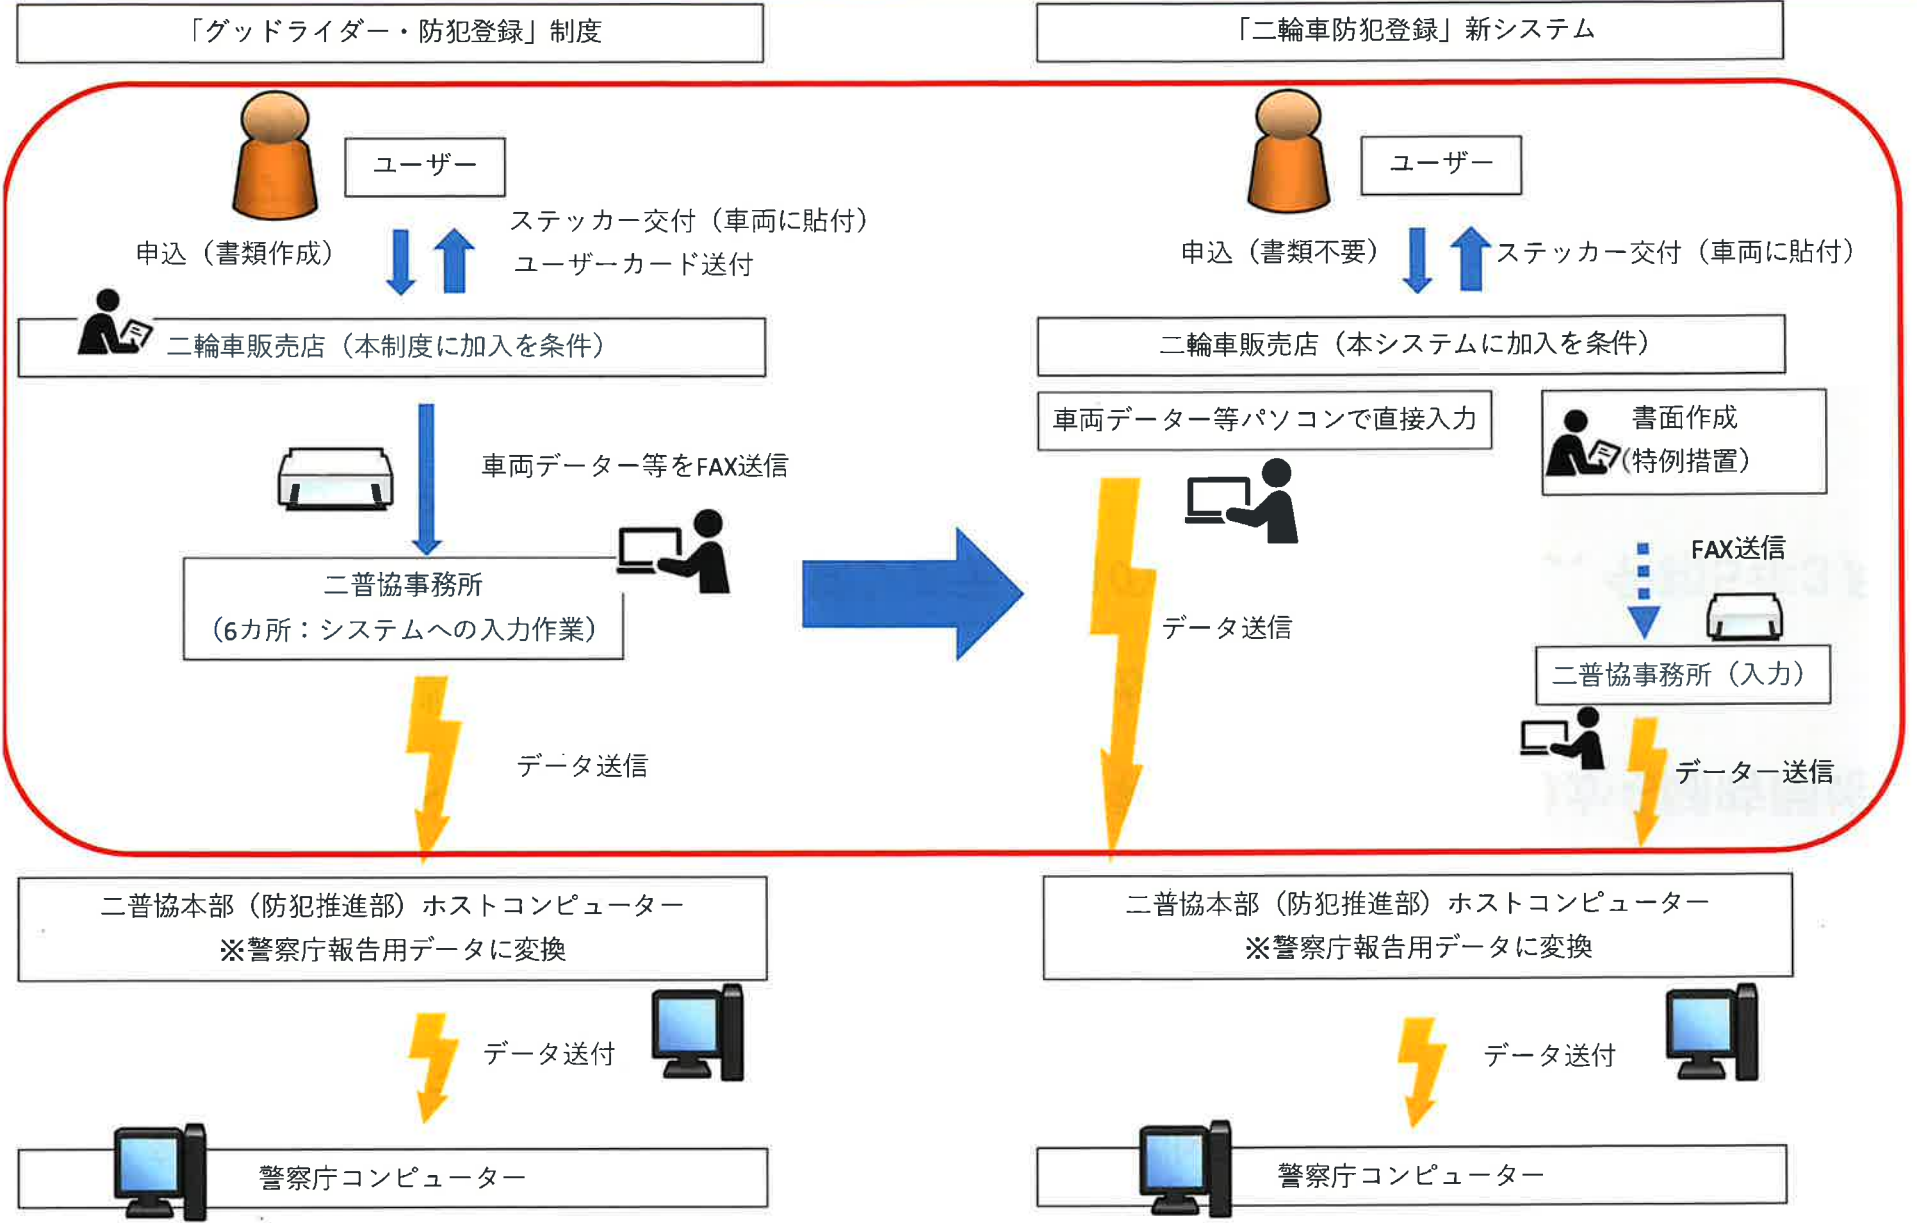 「グッドライダー・防犯登録」制度
ユーザー
申込（書類作成）
ステッカー交付（車両に貼付）
ユーザーカード送付
二輪車販売店（本制度に加入を条件）
車両データー等をFAX送信
二普協事務所
（6カ所：システムへの入力作業）
データ送信
二普協本部（防犯推進部）ホストコンピューター
※警察庁報告用データに変換
データ送付
警察庁コンピューター
「二輪車防犯登録」新システム
ユーザー
申込（書類不要）
ステッカー交付（車両に貼付）
二輪車販売店（本システムに加入を条件）
車両データー等パソコンで直接入力
データ送信
書面作成
（特例措置）
FAX送信
二普協事務所（入力）
データー送信
二普協本部（防犯推進部）ホストコンピューター
※警察庁報告用データに変換
データ送付
警察庁コンピューター